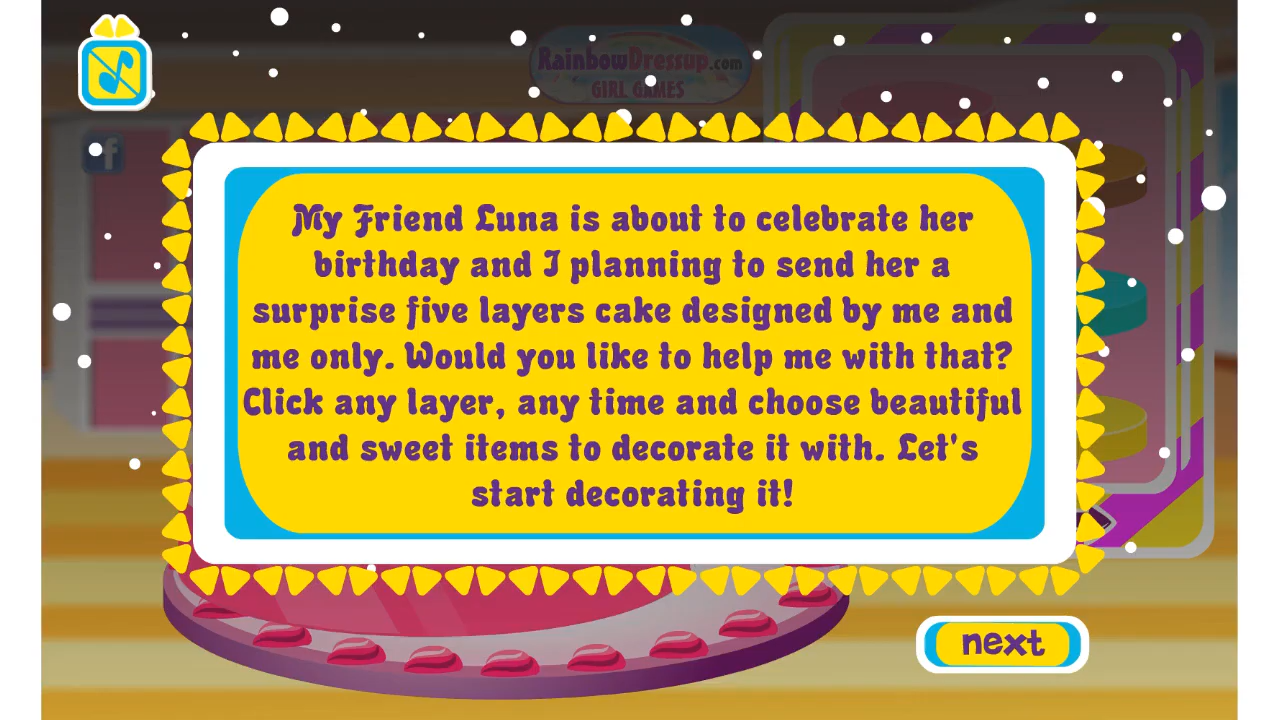 RainbowDressup.com
GIRL GAMES
f
My Friend Luna is about to celebrate her
birthday and I planning to send her a
surprise five layers cake designed by me and
me only. Would you like to help me with that?
Click any layer, any time and choose beautiful
and sweet items to decorate it with. Let's
start decorating it!
next